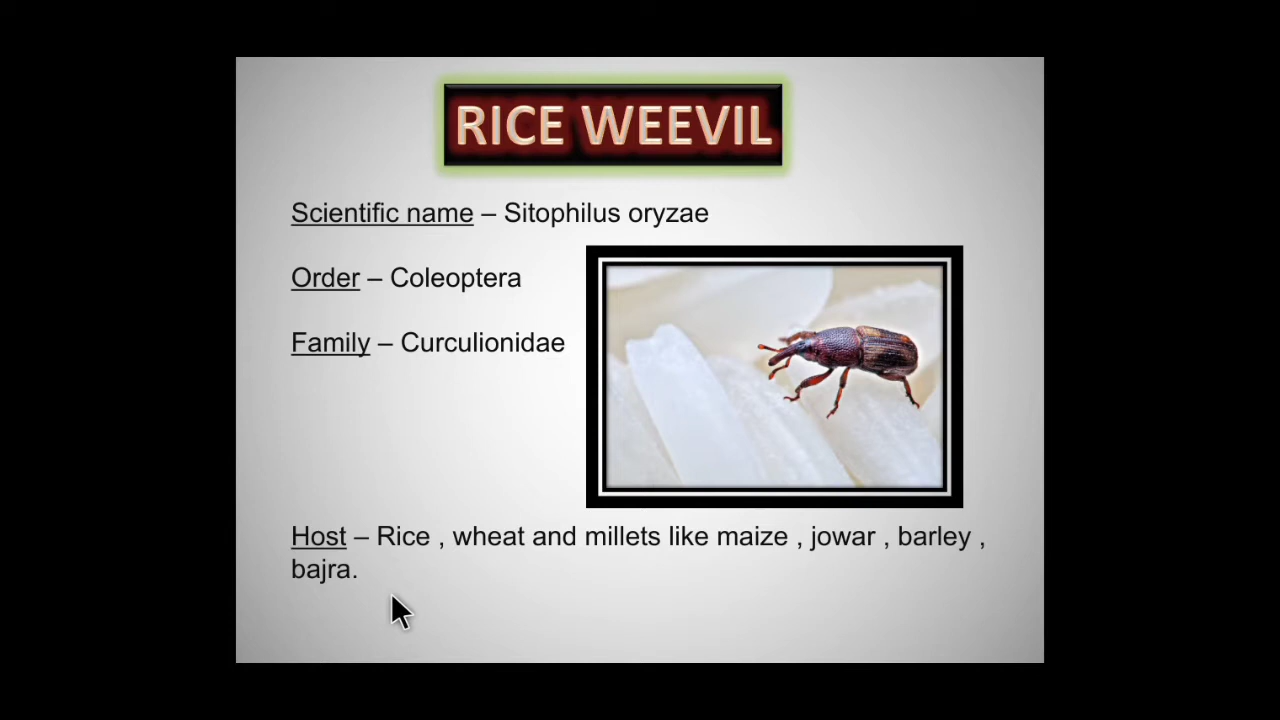 RICE WEEVIL
Scientific name – Sitophilus oryzae
Order – Coleoptera
Family – Curculionidae
Host – Rice , wheat and millets like maize , jowar , barley ,
bajra.